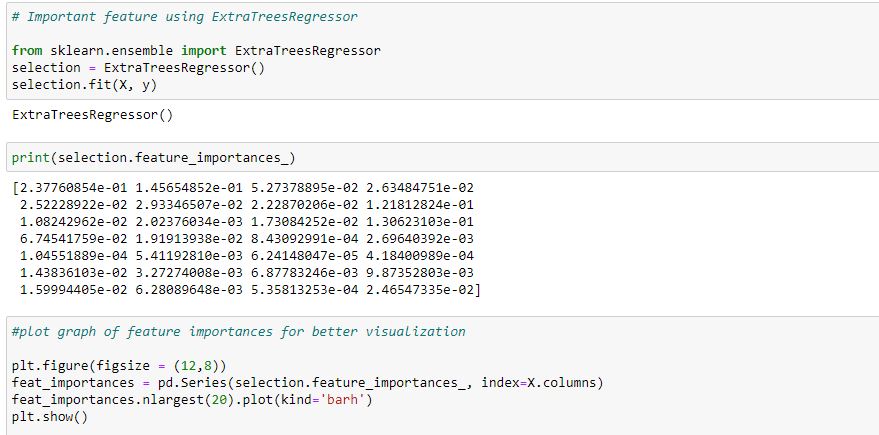 # Important feature using ExtraTreesRegressor
from sklearn.ensemble import ExtraTreesRegressor
selection = ExtraTreesRegressor()
selection.fit(X, y)
ExtraTreesRegressor()
print(selection.feature_importances_)
[2.37760854e-01 1.45654852e-01 5.27378895e-02 2.63484751e-02
2.52228922e-02 2.93346507e-02 2.22870206e-02 1.21812824e-01
1.08242962e-02 2.02376034e-03 1.73084252e-02 1.30623103e-01
6.74541759e-02 1.91913938e-02 8.43092991e-04 2.69640392e-03
1.04551889e-04 5.41192810e-03 6.24148047e-05 4.18400989e-04
1.43836103e-02 3.27274008e-03 6.87783246e-03 9.87352803e-03
1.59994405e-02 6.28089648e-03 5.35813253e-04 2.46547335e-02]
#plot graph of feature importances for better visualization
plt.figure(figsize = (12,8))
feat_importances = pd.Series(selection.feature_importances_, index=X.columns)
feat_importances.nlargest(20).plot(kind='barh')
plt.show()